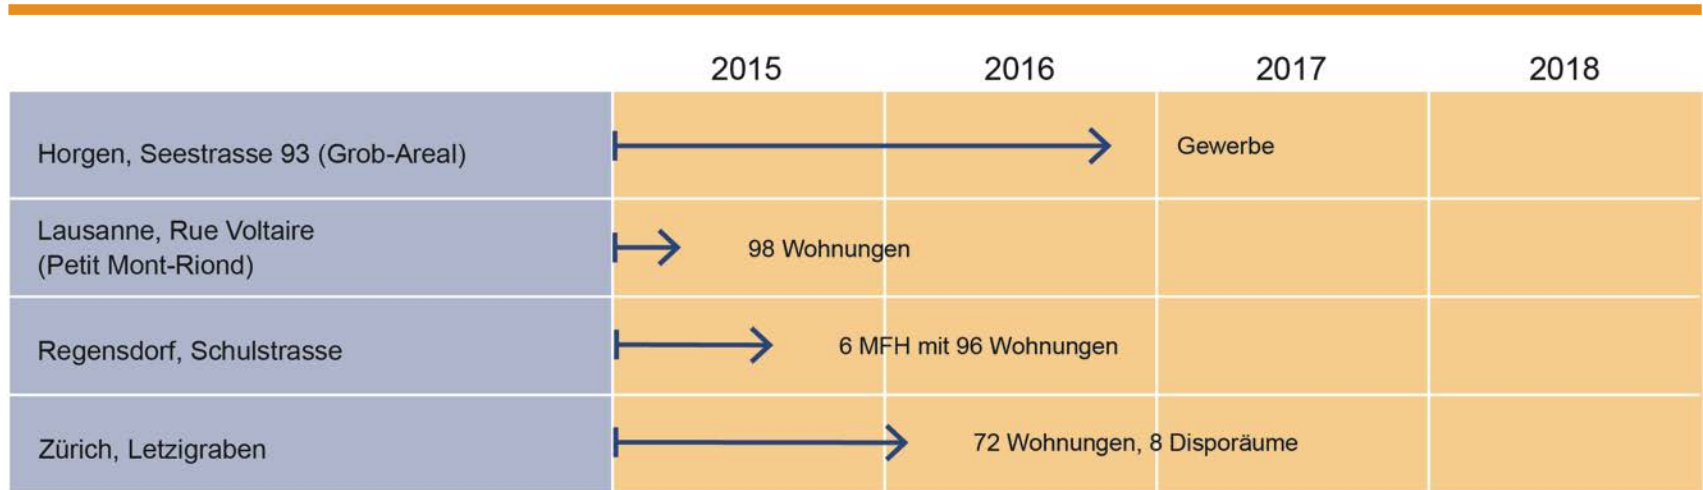 2015 2016 2017 2018
Horgen, Seestrasse 93 (Grob-Areal) Gewerbe
Lausanne, Rue Voltaire
(Petit Mont-Riond)
98 Wohnungen
Regensdorf, Schulstrasse 6 MFH mit 96 Wohnungen
Zürich, Letzigraben 72 Wohnungen, 8 Disporäume